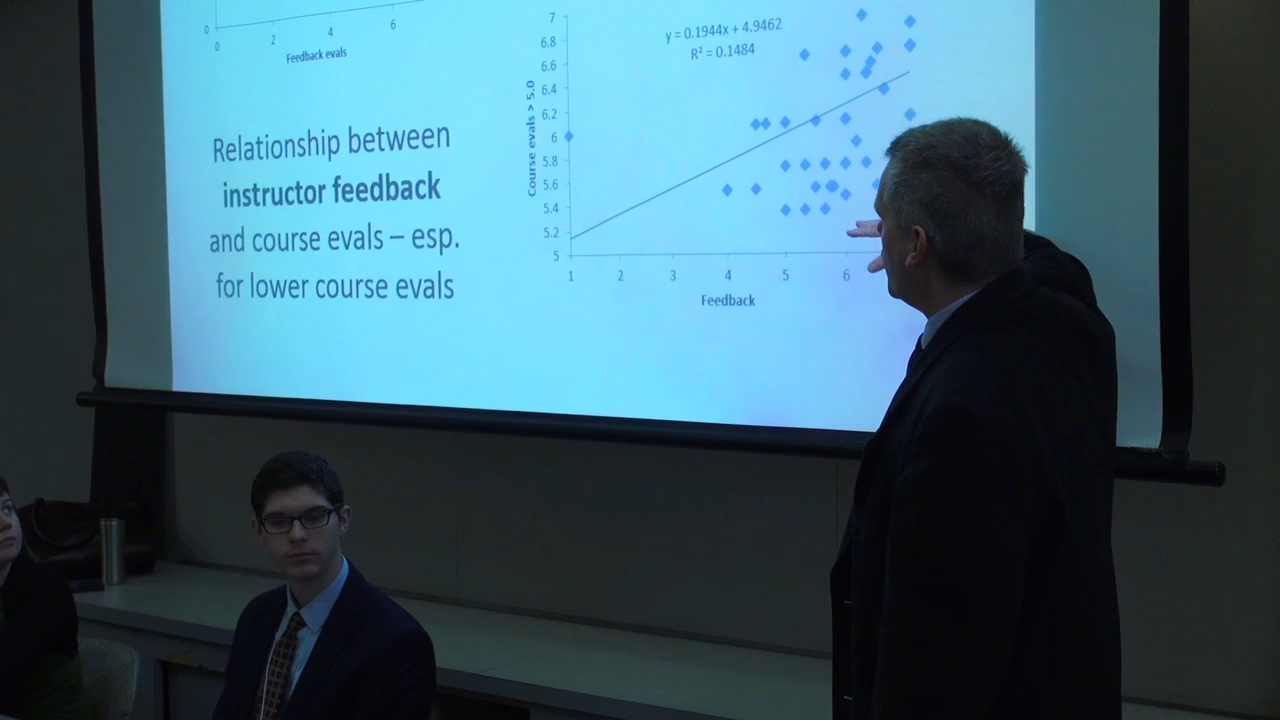 0
0
2
4
6
Feedback evals
Relationship between
instructor feedback
and course evals – esp.
for lower course evals
y = 0.1944x + 4.9462
R² = 0.1484
Course evals > 5.0
7
6.8
6.6
6.4
6.2
6
5.8
5.6
5.4
5.2
5
1
2
3
4
5
6
Feedback